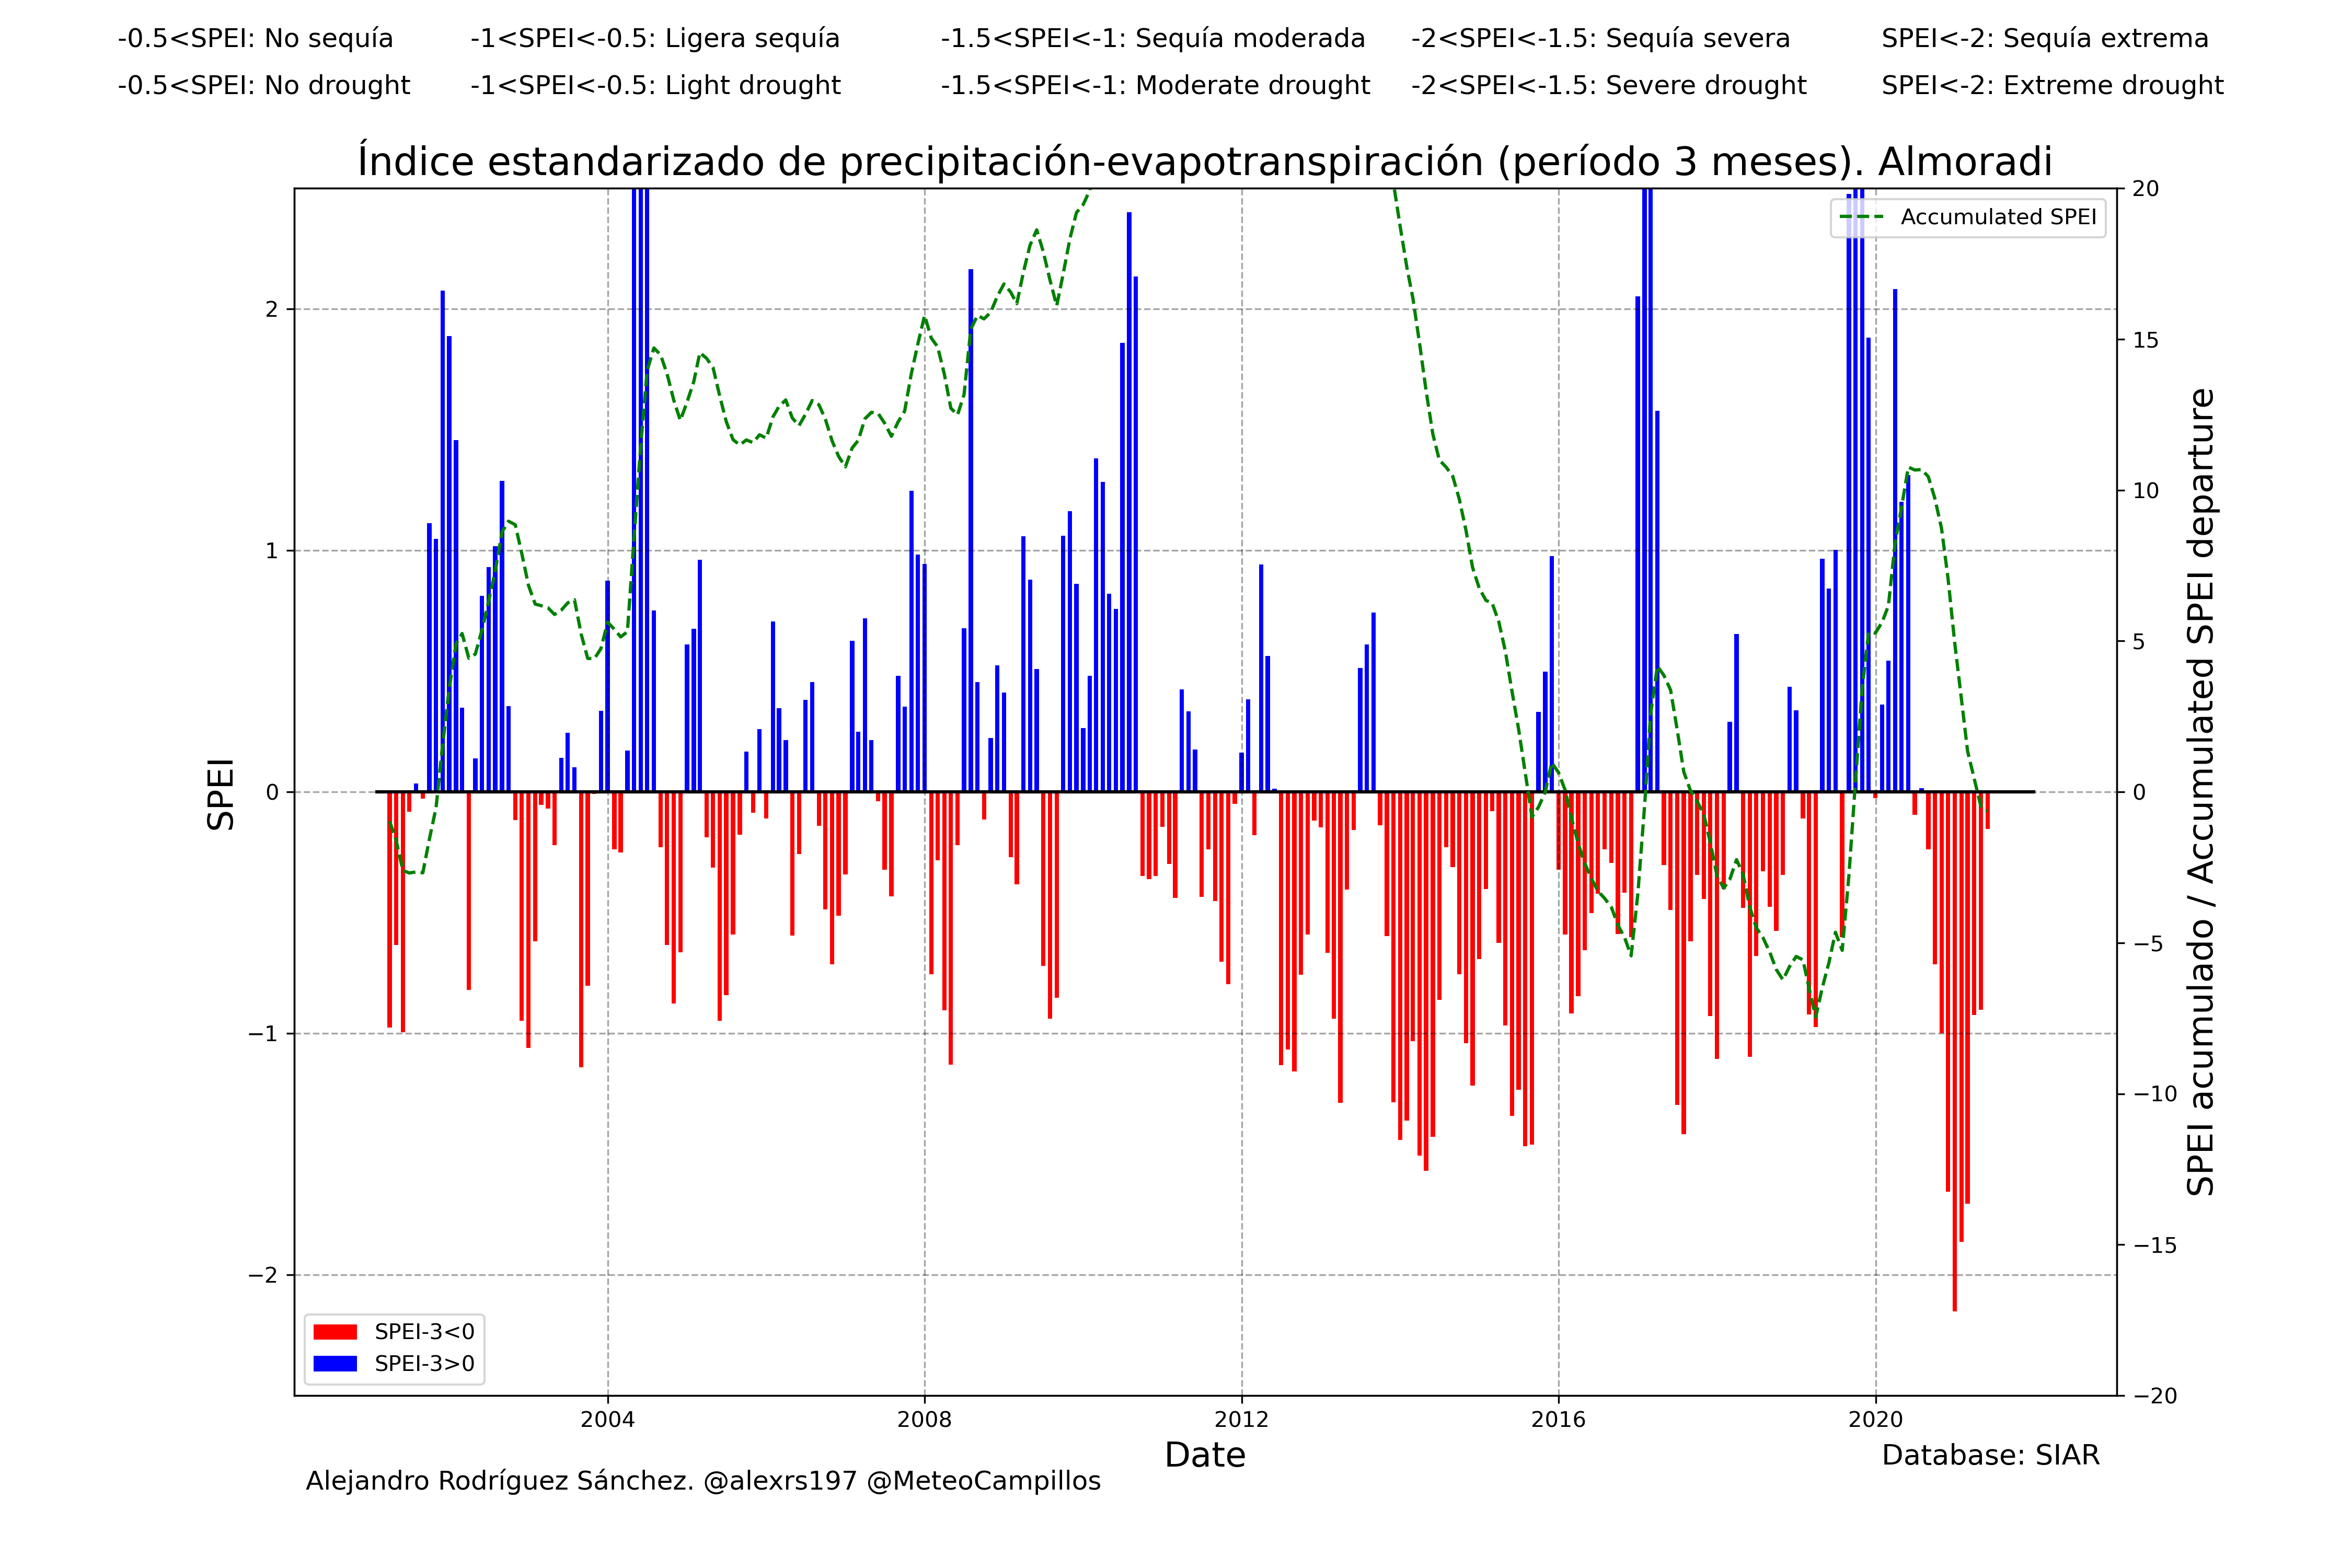 -0.5<SPEI: No sequía -1<SPEI<-0.5: Ligera sequía -1.5<SPEI<-1: Sequía moderada -2<SPEI<-1.5: Sequía severa SPEI<-2: Sequía extrema
-0.5<SPEI: No drought -1<SPEI<-0.5: Light drought -1.5<SPEI<-1: Moderate drought -2<SPEI<-1.5: Severe drought SPEI<-2: Extreme drought
Índice estandarizado de precipitación-evapotranspiración (período 3 meses). Almoradi
Accumulated SPEI
SPEI
2
1
0
−1
−2
20
15
10
5
0
−5
−10
−15
−20
SPEI acumulado / Accumulated SPEI departure
SPEI-3<0
SPEI-3>0
2004 2008 2012 2016 2020
Date
Database: SIAR
Alejandro Rodríguez Sánchez. @alexrs197 @MeteoCampillos